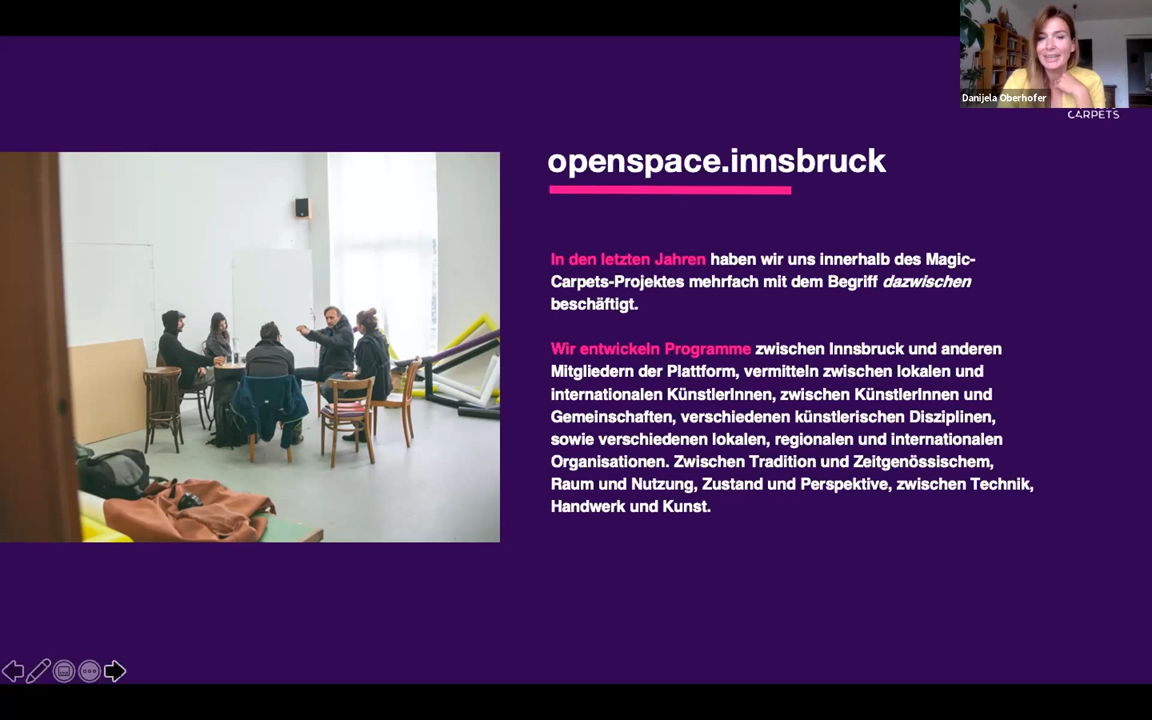 Danijela Oberhofer
CARPETS
openspace.innsbruck
In den letzten Jahren haben wir uns innerhalb des Magic-
Carpets-Projektes mehrfach mit dem Begriff dazwischen
beschäftigt.
Wir entwickeln Programme zwischen Innsbruck und anderen
Mitgliedern der Plattform, vermitteln zwischen lokalen und
internationalen KünstlerInnen, zwischen KünstlerInnen und
Gemeinschaften, verschiedenen künstlerischen Disziplinen,
sowie verschiedenen lokalen, regionalen und internationalen
Organisationen. Zwischen Tradition und Zeitgenössischem,
Raum und Nutzung, Zustand und Perspektive, zwischen Technik,
Handwerk und Kunst.